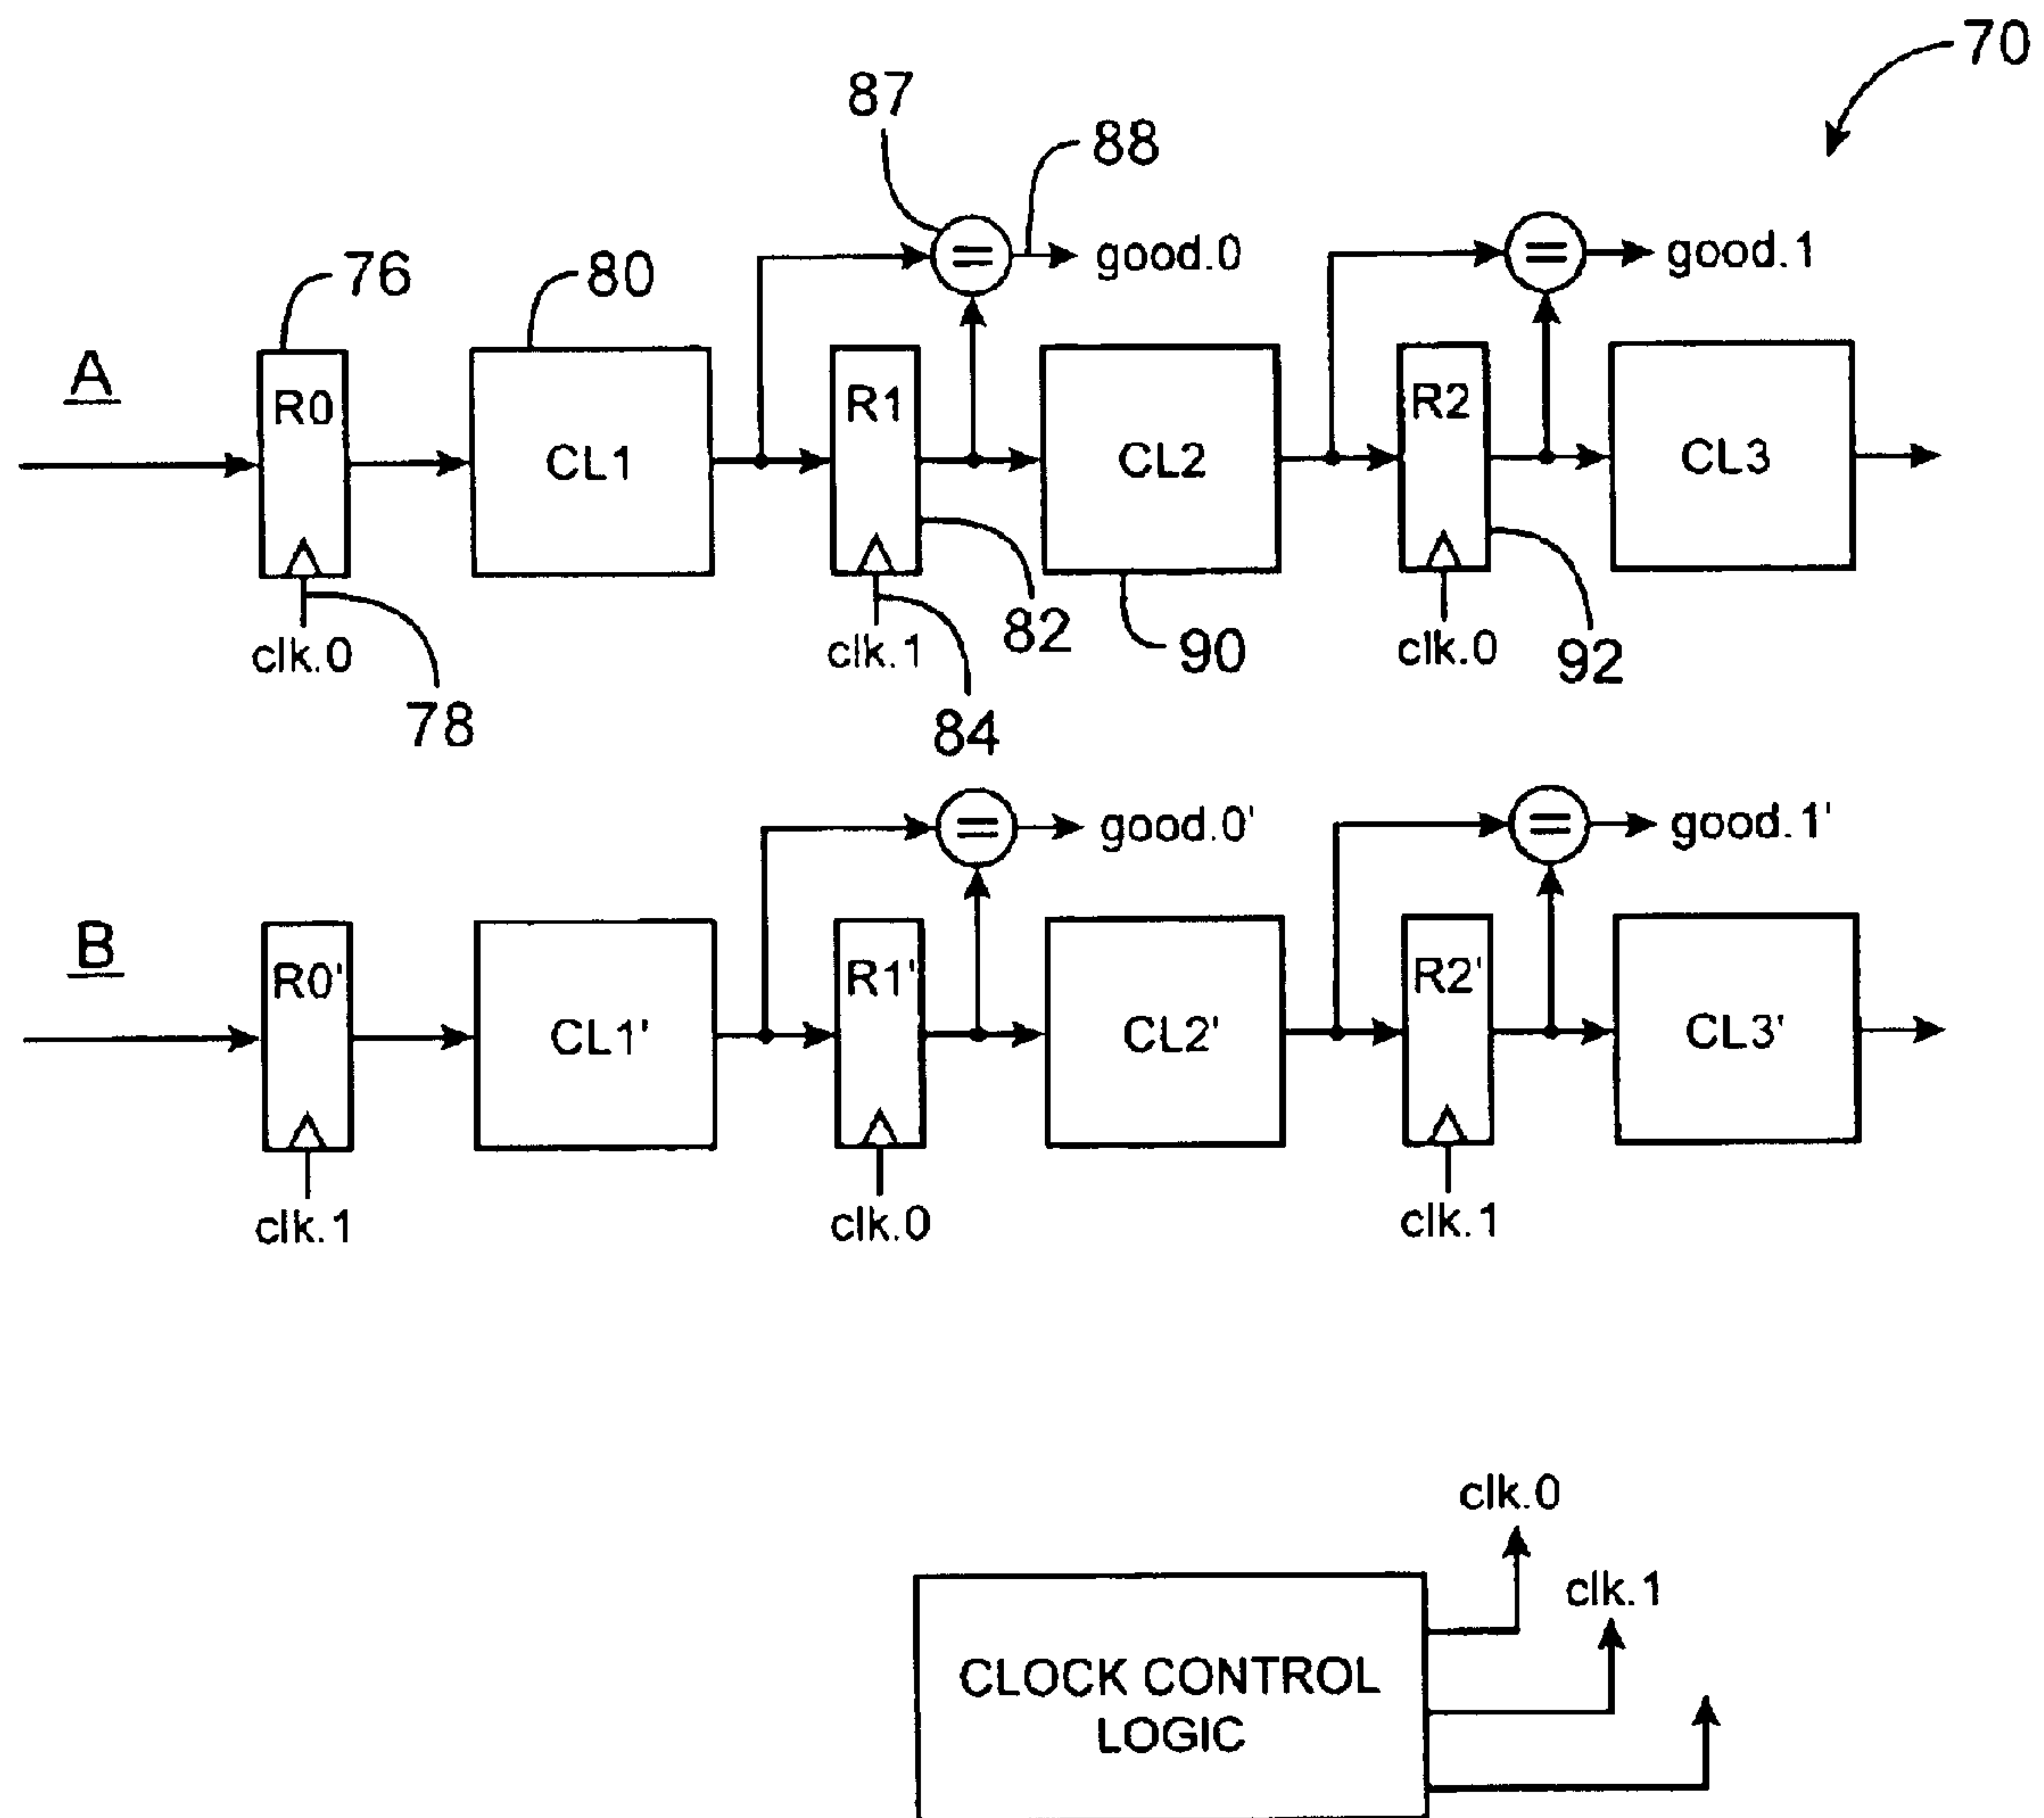 70
87
88
good.0
good.1
76
80
A
R0
CL1
R1
CL2
R2
CL3
clk.0
clk.1
82
90
clk.0
92
78
84
good.0'
good.1'
B
R0'
CL1'
R1'
CL2'
R2'
CL3'
clk.1
clk.0
clk.1
clk.0
clk.1
CLOCK CONTROL
LOGIC